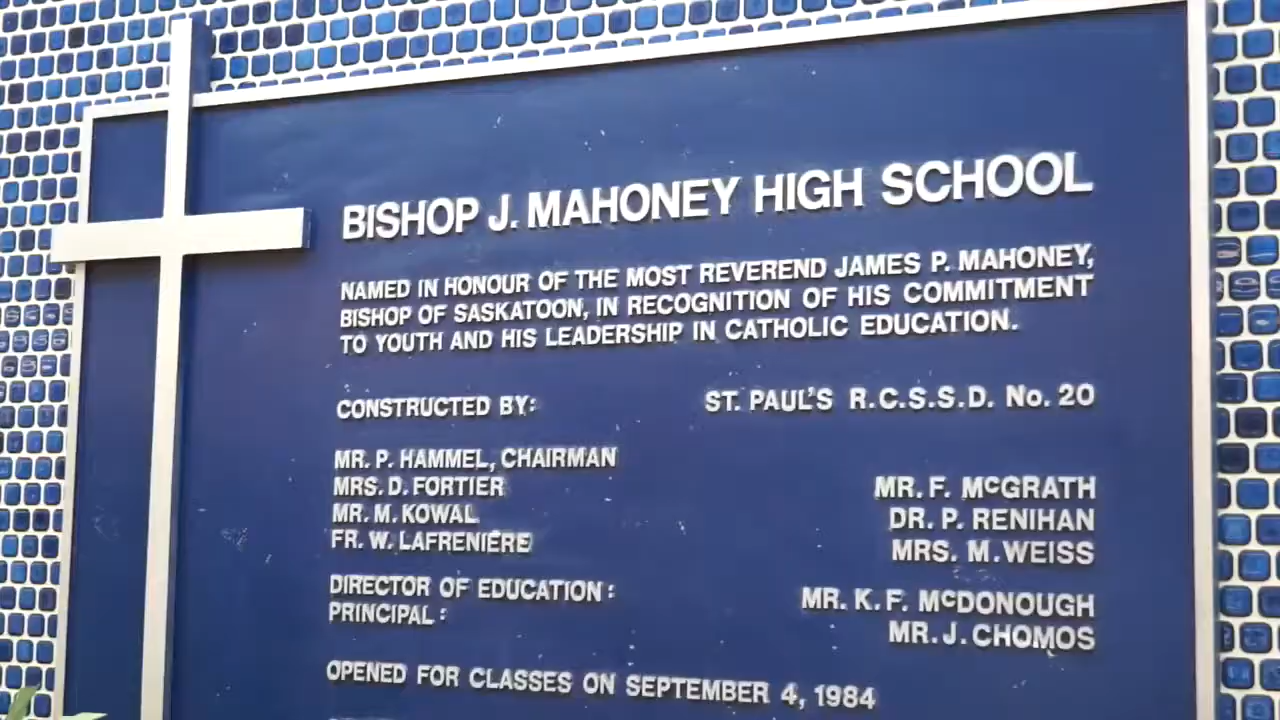 BISHOP J. MAHONEY HIGH SCHOOL
NAMED IN HONOUR OF THE MOST REVEREND JAMES P. MAHONEY,
BISHOP OF SASKATOON, IN RECOGNITION OF HIS COMMITMENT
TO YOUTH AND HIS LEADERSHIP IN CATHOLIC EDUCATION.
CONSTRUCTED BY: ST. PAUL'S R.C.S.S.D. No. 20
MR. P. HAMMEL, CHAIRMAN
MRS. D. FORTIER
MR. M. KOWAL
FR. W. LAFRENIÈRE
MR. F. McGRATH
DR. P. RENIHAN
MRS. M. WEISS
DIRECTOR OF EDUCATION: MR. K. F. McDONOUGH
PRINCIPAL: MR. J. CHOMOS
OPENED FOR CLASSES ON SEPTEMBER 4, 1984